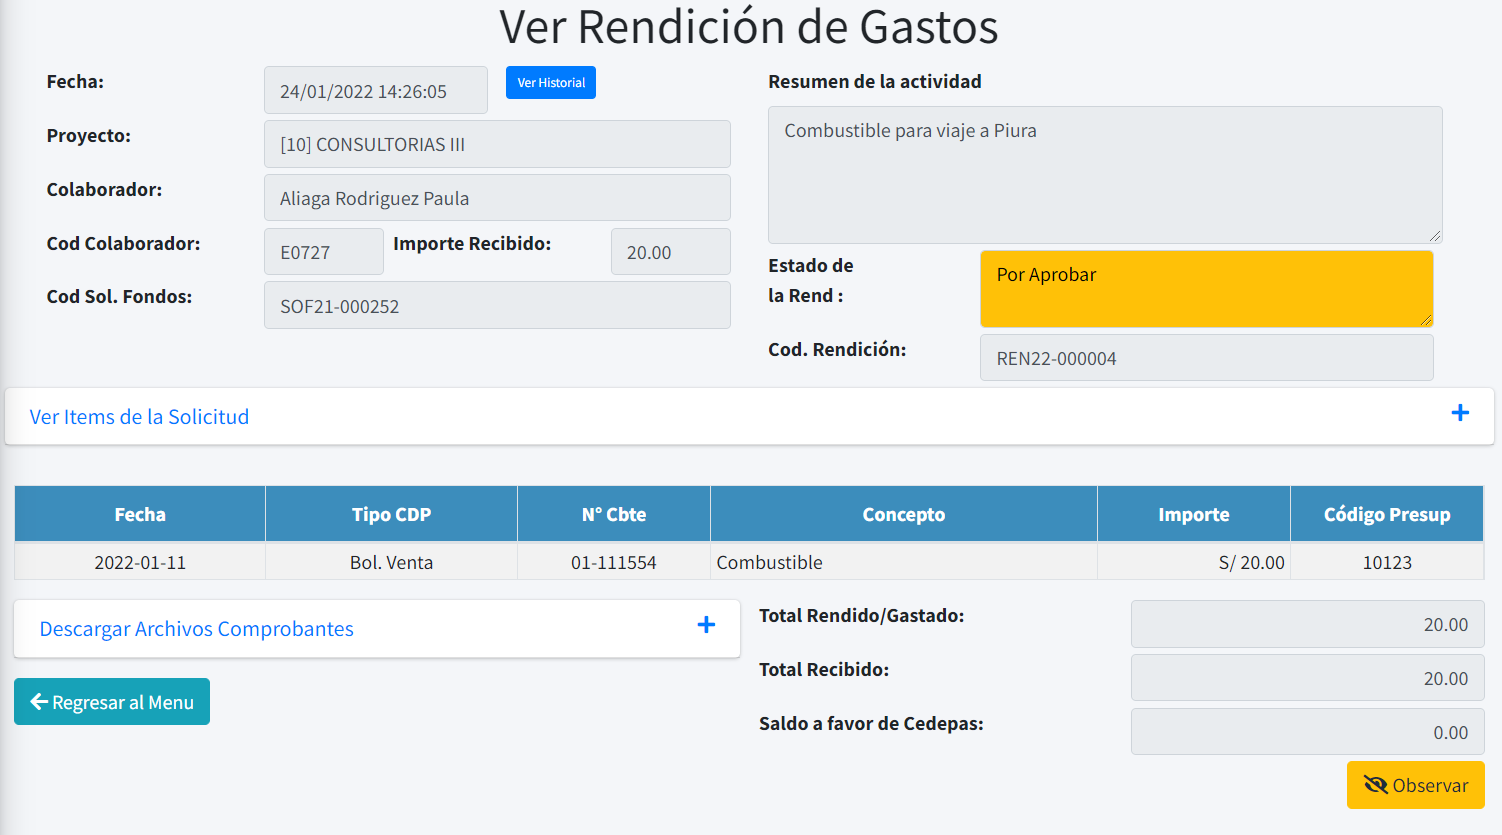 Ver Rendición de Gastos
Fecha:
24/01/2022 14:26:05
Ver Historial
Proyecto:
[10] CONSULTORIAS III
Colaborador:
Aliaga Rodriguez Paula
Cod Colaborador:
E0727
Importe Recibido:
20.00
Cod Sol. Fondos:
SOF21-000252
Resumen de la actividad
Combustible para viaje a Piura
Estado de
la Rend :
Por Aprobar
Cod. Rendición:
REN22-000004
Ver Items de la Solicitud
Fecha Tipo CDP N° Cbte Concepto Importe Código Presup
2022-01-11 Bol. Venta 01-111554 Combustible S/ 20.00 10123
Descargar Archivos Comprobantes
Regresar al Menu
Total Rendido/Gastado:
20.00
Total Recibido:
20.00
Saldo a favor de Cedepas:
0.00
Observar